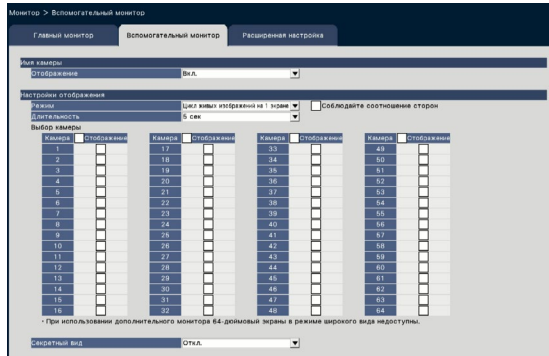 Монитор > Вспомогательный монитор
Главный монитор Вспомогательный монитор Расширенная настройка
Имя камеры
Отображение Вкл.
Настройки отображения
Режим Цикл живых изображений на 1 экране Соблюдайте соотношение сторон
Длительность 5 сек
Выбор камеры
Камера Отображение Камера Отображение Камера Отображение Камера Отображение
1 17 33 49
2 18 34 50
3 19 35 51
4 20 36 52
5 21 37 53
6 22 38 54
7 23 39 55
8 24 40 56
9 25 41 57
10 26 42 58
11 27 43 59
12 28 44 60
13 29 45 61
14 30 46 62
15 31 47 63
16 32 48 64
• При использовании дополнительного монитора 64-дюймовый экраны в режиме широкого вида недоступны.
Секратный вид Откл.